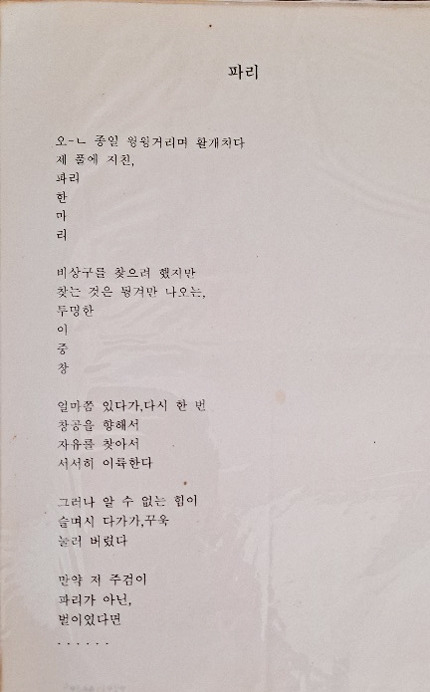 파리
오-ㄴ 종일 윙윙거리며 활개치다
제 풀에 지친,
파리
한
마
리
비상구를 찾으려 했지만
찾는 것은 튕겨만 나오는,
투명한
이
중
창
얼마쯤 있다가,다시 한 번
창공을 향해서
자유를 찾아서
서서히 이륙한다
그러나 알 수 없는 힘이
슬며시 다가가,꾸욱
눌러 버렸다
만약 저 주검이
파리가 아닌,
벌이었다면
......